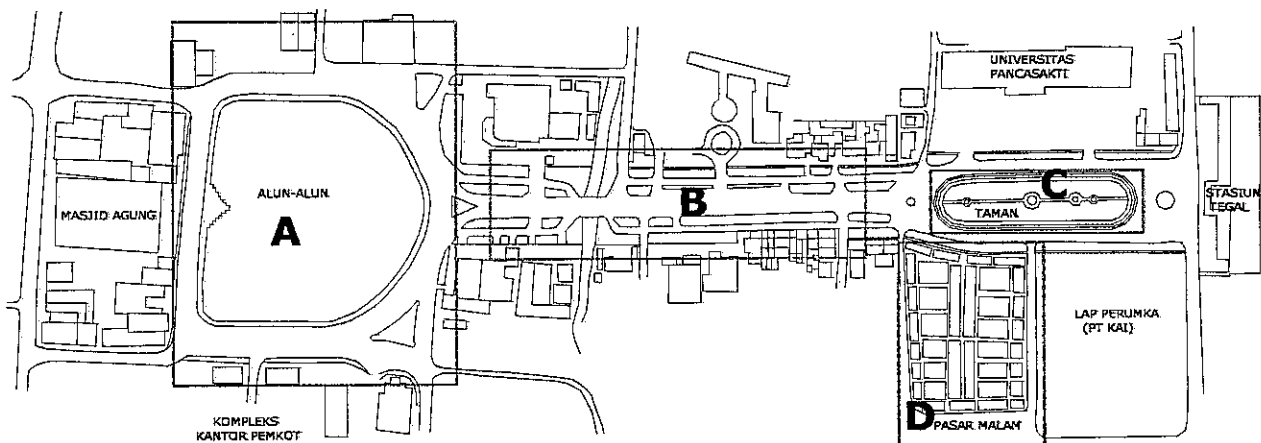 UNIVERSITAS
PANCASAKTI
ALUN-ALUN
A
MASJID AGUNG
B
C
TAMAN
STASIUN
TEGAL
LAP PERUMKA
(PT KAI)
D
PASAR MALAM
KOMPLEKS
KANTOR PEMKOT